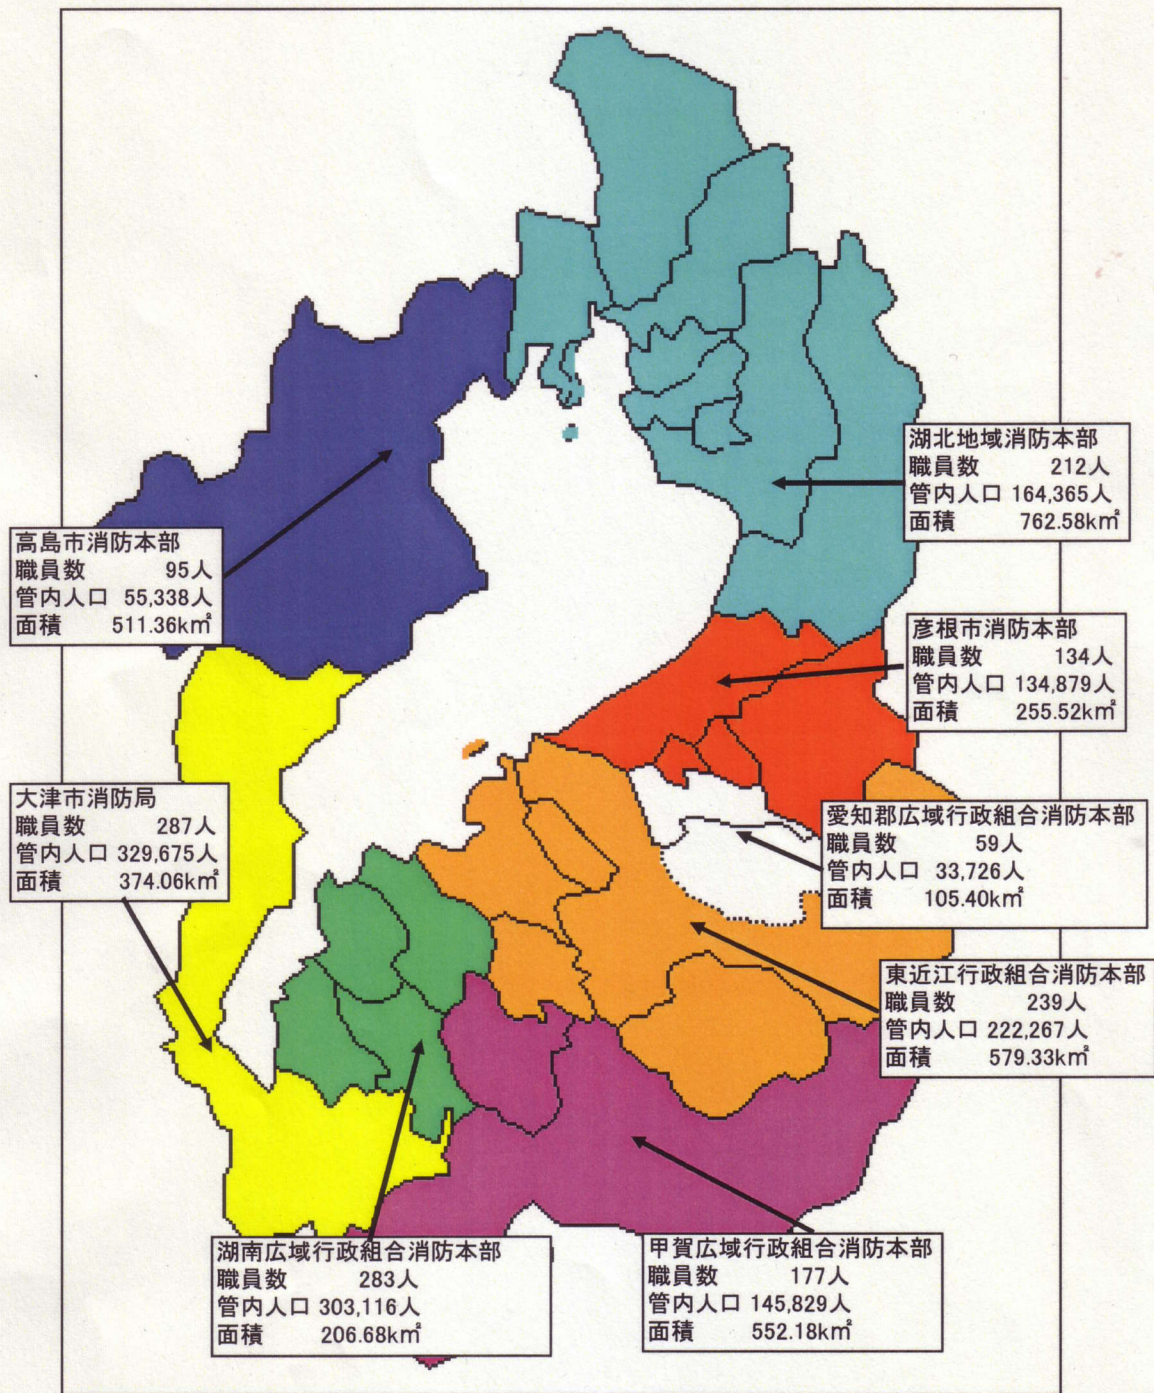 湖北地域消防本部
職員数 212人
管内人口 164,365人
面積 762.58km²
高島市消防本部
職員数 95人
管内人口 55,338人
面積 511.36km²
彦根市消防本部
職員数 134人
管内人口 134,879人
面積 255.52km²
大津市消防局
職員数 287人
管内人口 329,675人
面積 374.06km²
愛知郡広域行政組合消防本部
職員数 59人
管内人口 33,726人
面積 105.40km²
東近江行政組合消防本部
職員数 239人
管内人口 222,267人
面積 579.33km²
湖南広域行政組合消防本部
職員数 283人
管内人口 303,116人
面積 206.68km²
甲賀広域行政組合消防本部
職員数 177人
管内人口 145,829人
面積 552.18km²